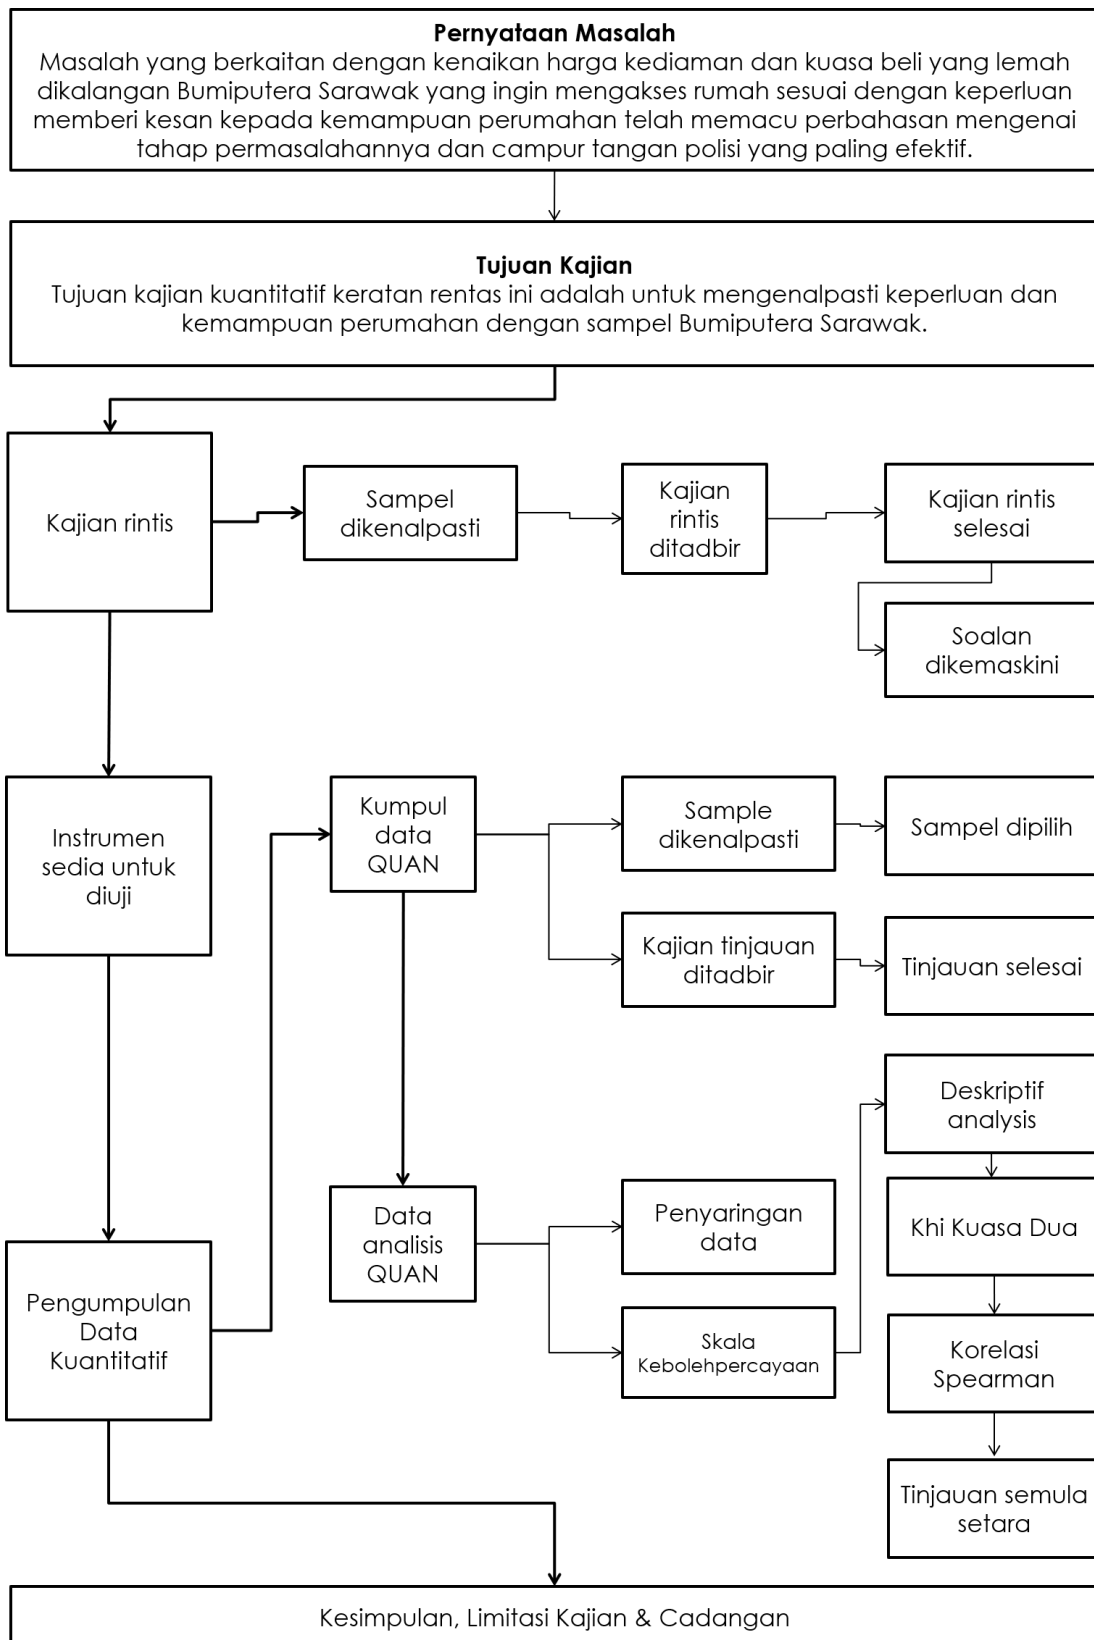 Pernyataan Masalah
Masalah yang berkaitan dengan kenaikan harga kediaman dan kuasa beli yang lemah
dikalangan Bumiputera Sarawak yang ingin mengakses rumah sesuai dengan keperluan
memberi kesan kepada kemampuan perumahan telah memacu perbahasan mengenai
tahap permasalahannya dan campur tangan polisi yang paling efektif.
Tujuan Kajian
Tujuan kajian kuantitatif keratan rentas ini adalah untuk mengenalpasti keperluan dan
kemampuan perumahan dengan sampel Bumiputera Sarawak.
Kajian rintis
Sampel
dikenalpasti
Kajian
rintis
ditadbir
Kajian rintis
selesai
Soalan
dikemaskini
Instrumen
sedia untuk
diuji
Kumpul
data
QUAN
Sample
dikenalpasti
Sampel dipilih
Kajian tinjauan
ditadbir
Tinjauan selesai
Pengumpulan
Data
Kuantitatif
Data
analisis
QUAN
Penyaringan
data
Skala
Kebolehpercayaan
Deskriptif
analysis
Khi Kuasa Dua
Korelasi
Spearman
Tinjauan semula
setara
Kesimpulan, Limitasi Kajian & Cadangan